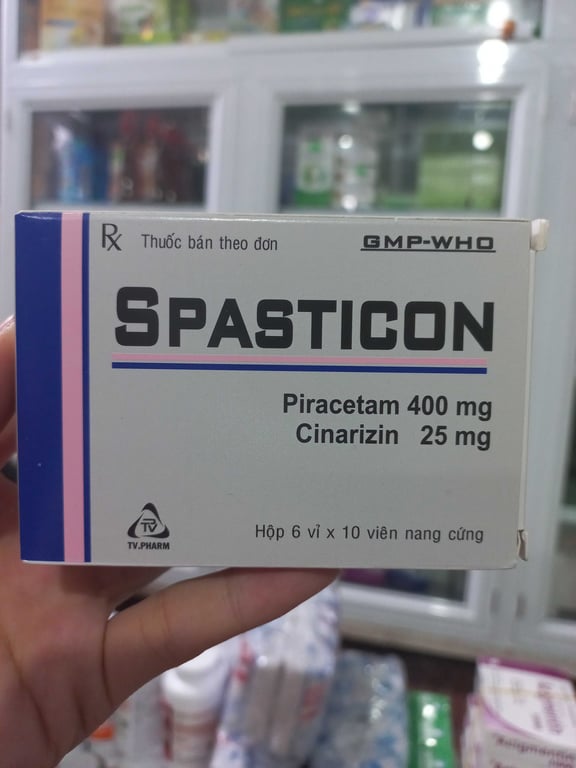 Rx Thuốc bán theo đơn
GMP-WHO
SPASTICON
Piracetam 400 mg
Cinarizin 25 mg
TV
TV.PHARM
Hộp 6 vỉ x 10 viên nang cứng